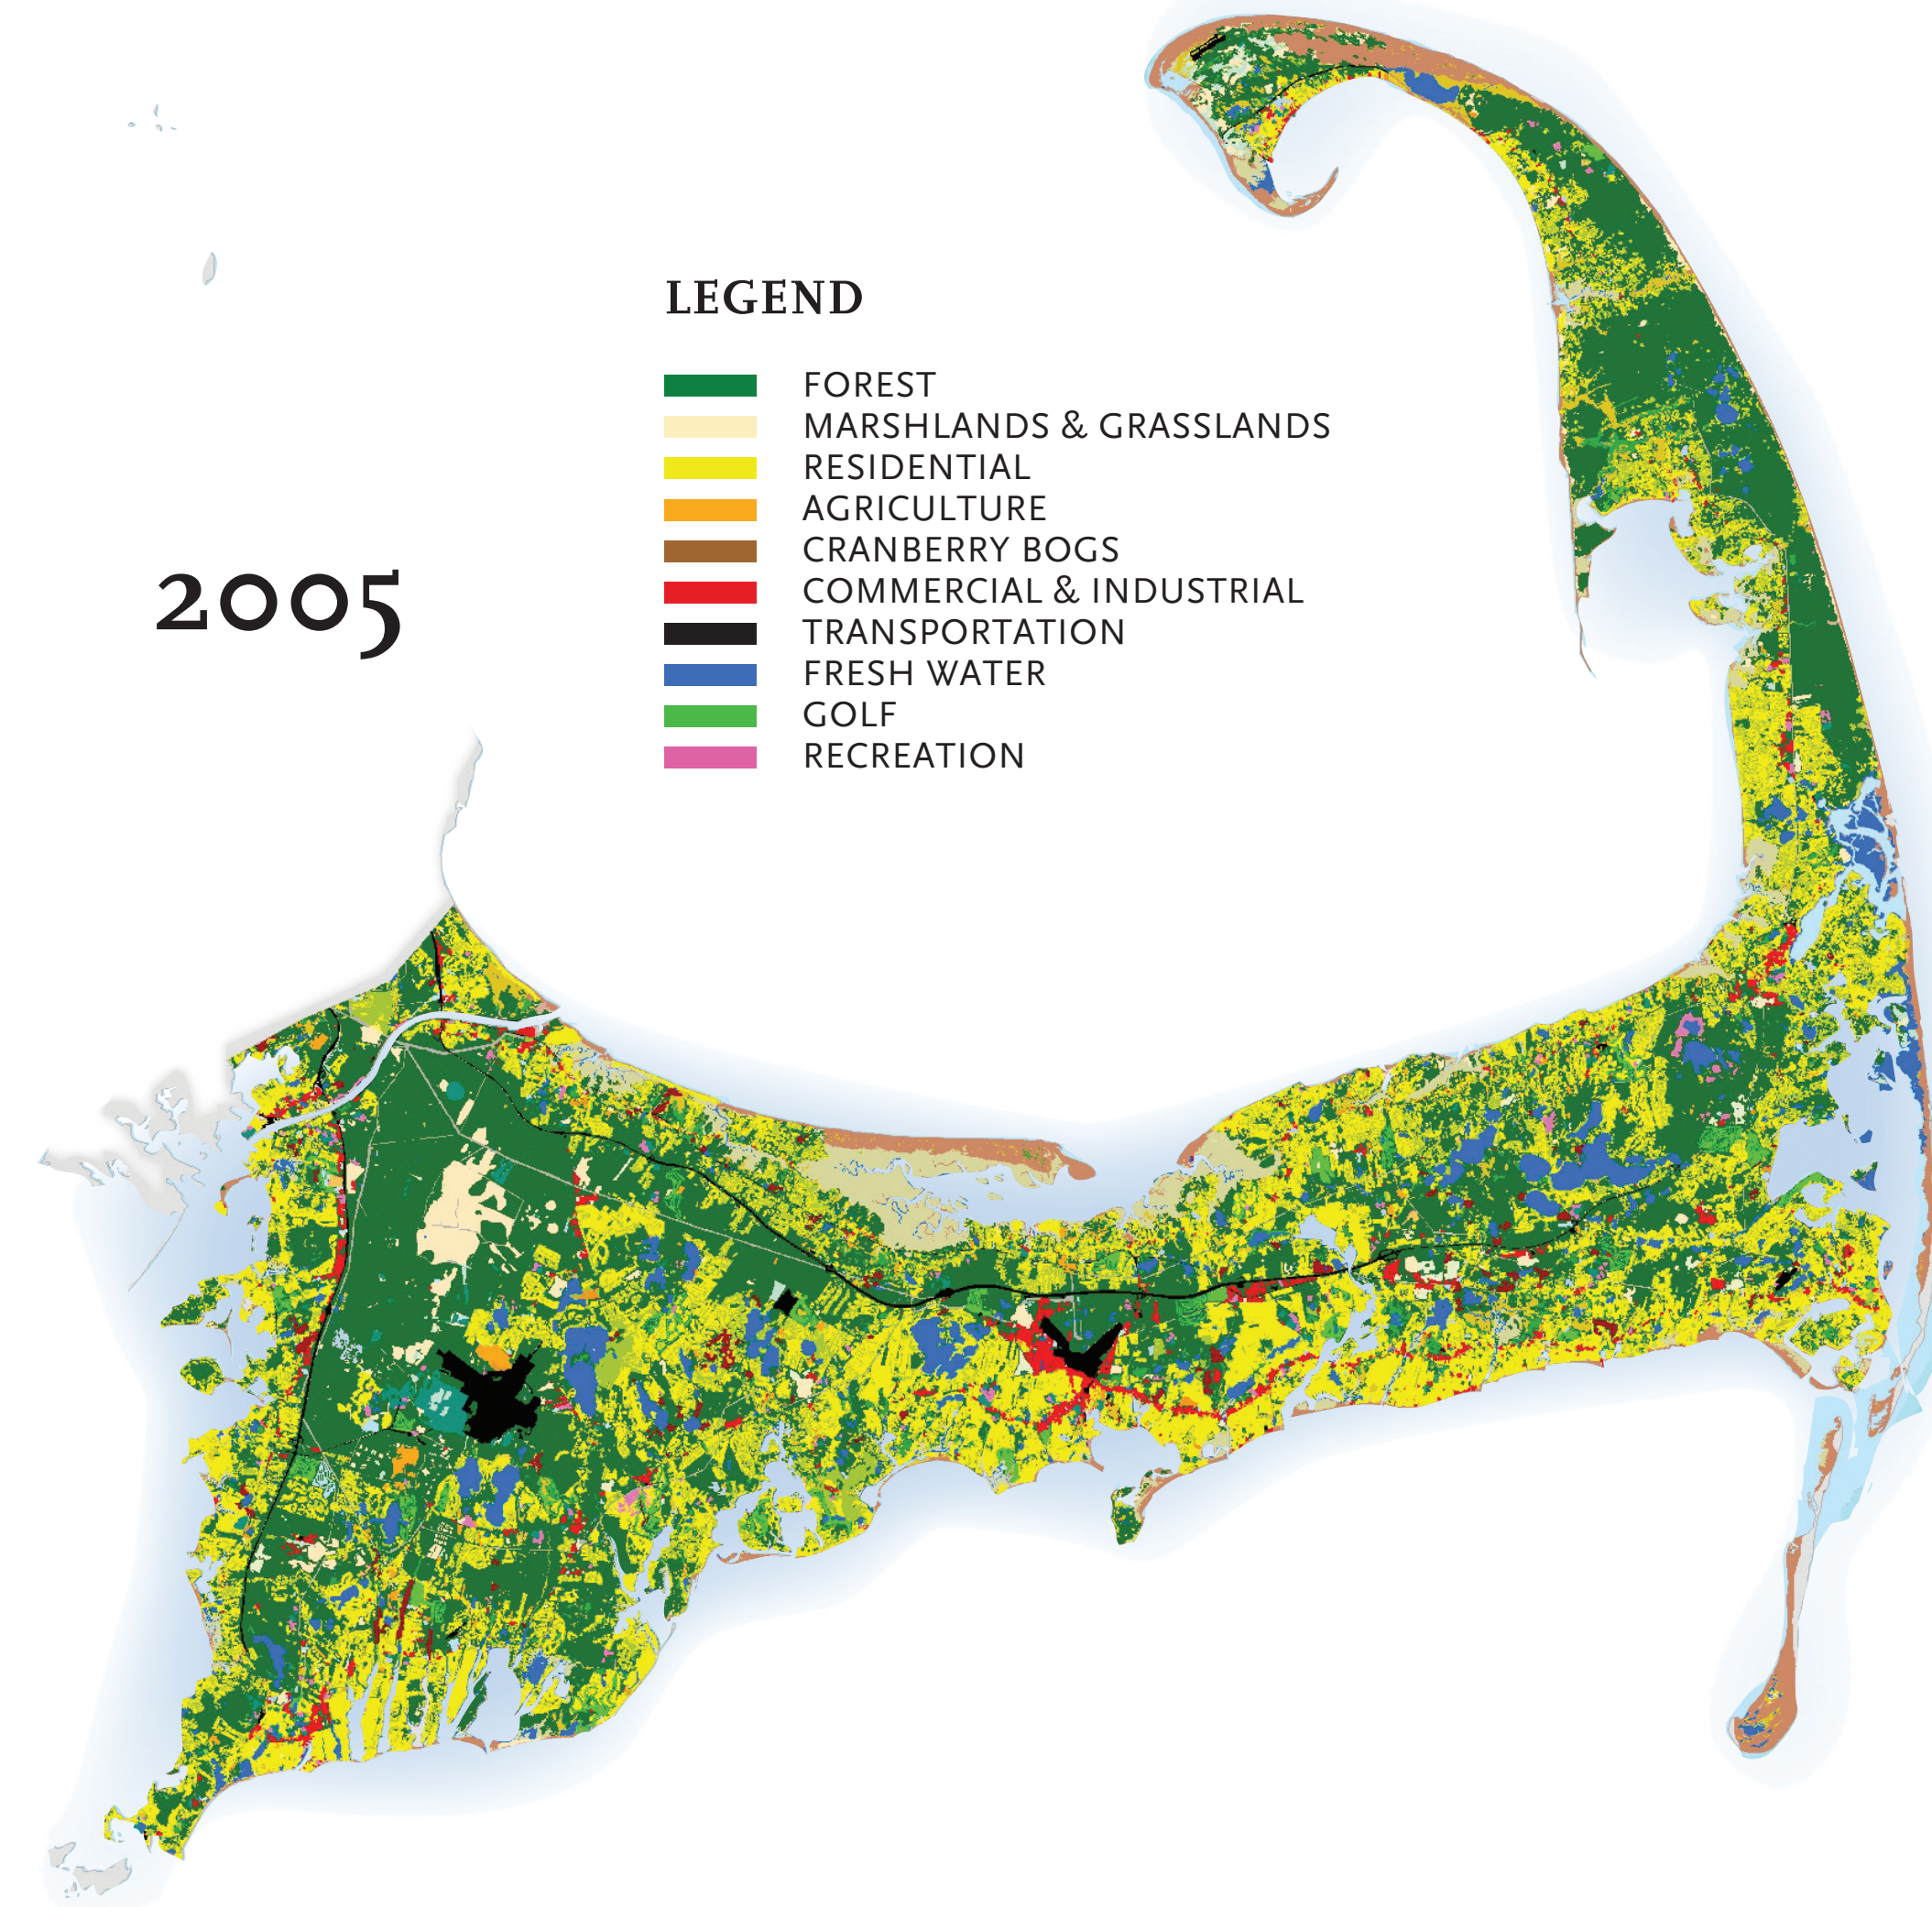 LEGEND
FOREST
MARSHLANDS & GRASSLANDS
RESIDENTIAL
AGRICULTURE
CRANBERRY BOGS
COMMERCIAL & INDUSTRIAL
TRANSPORTATION
FRESH WATER
GOLF
RECREATION
2005